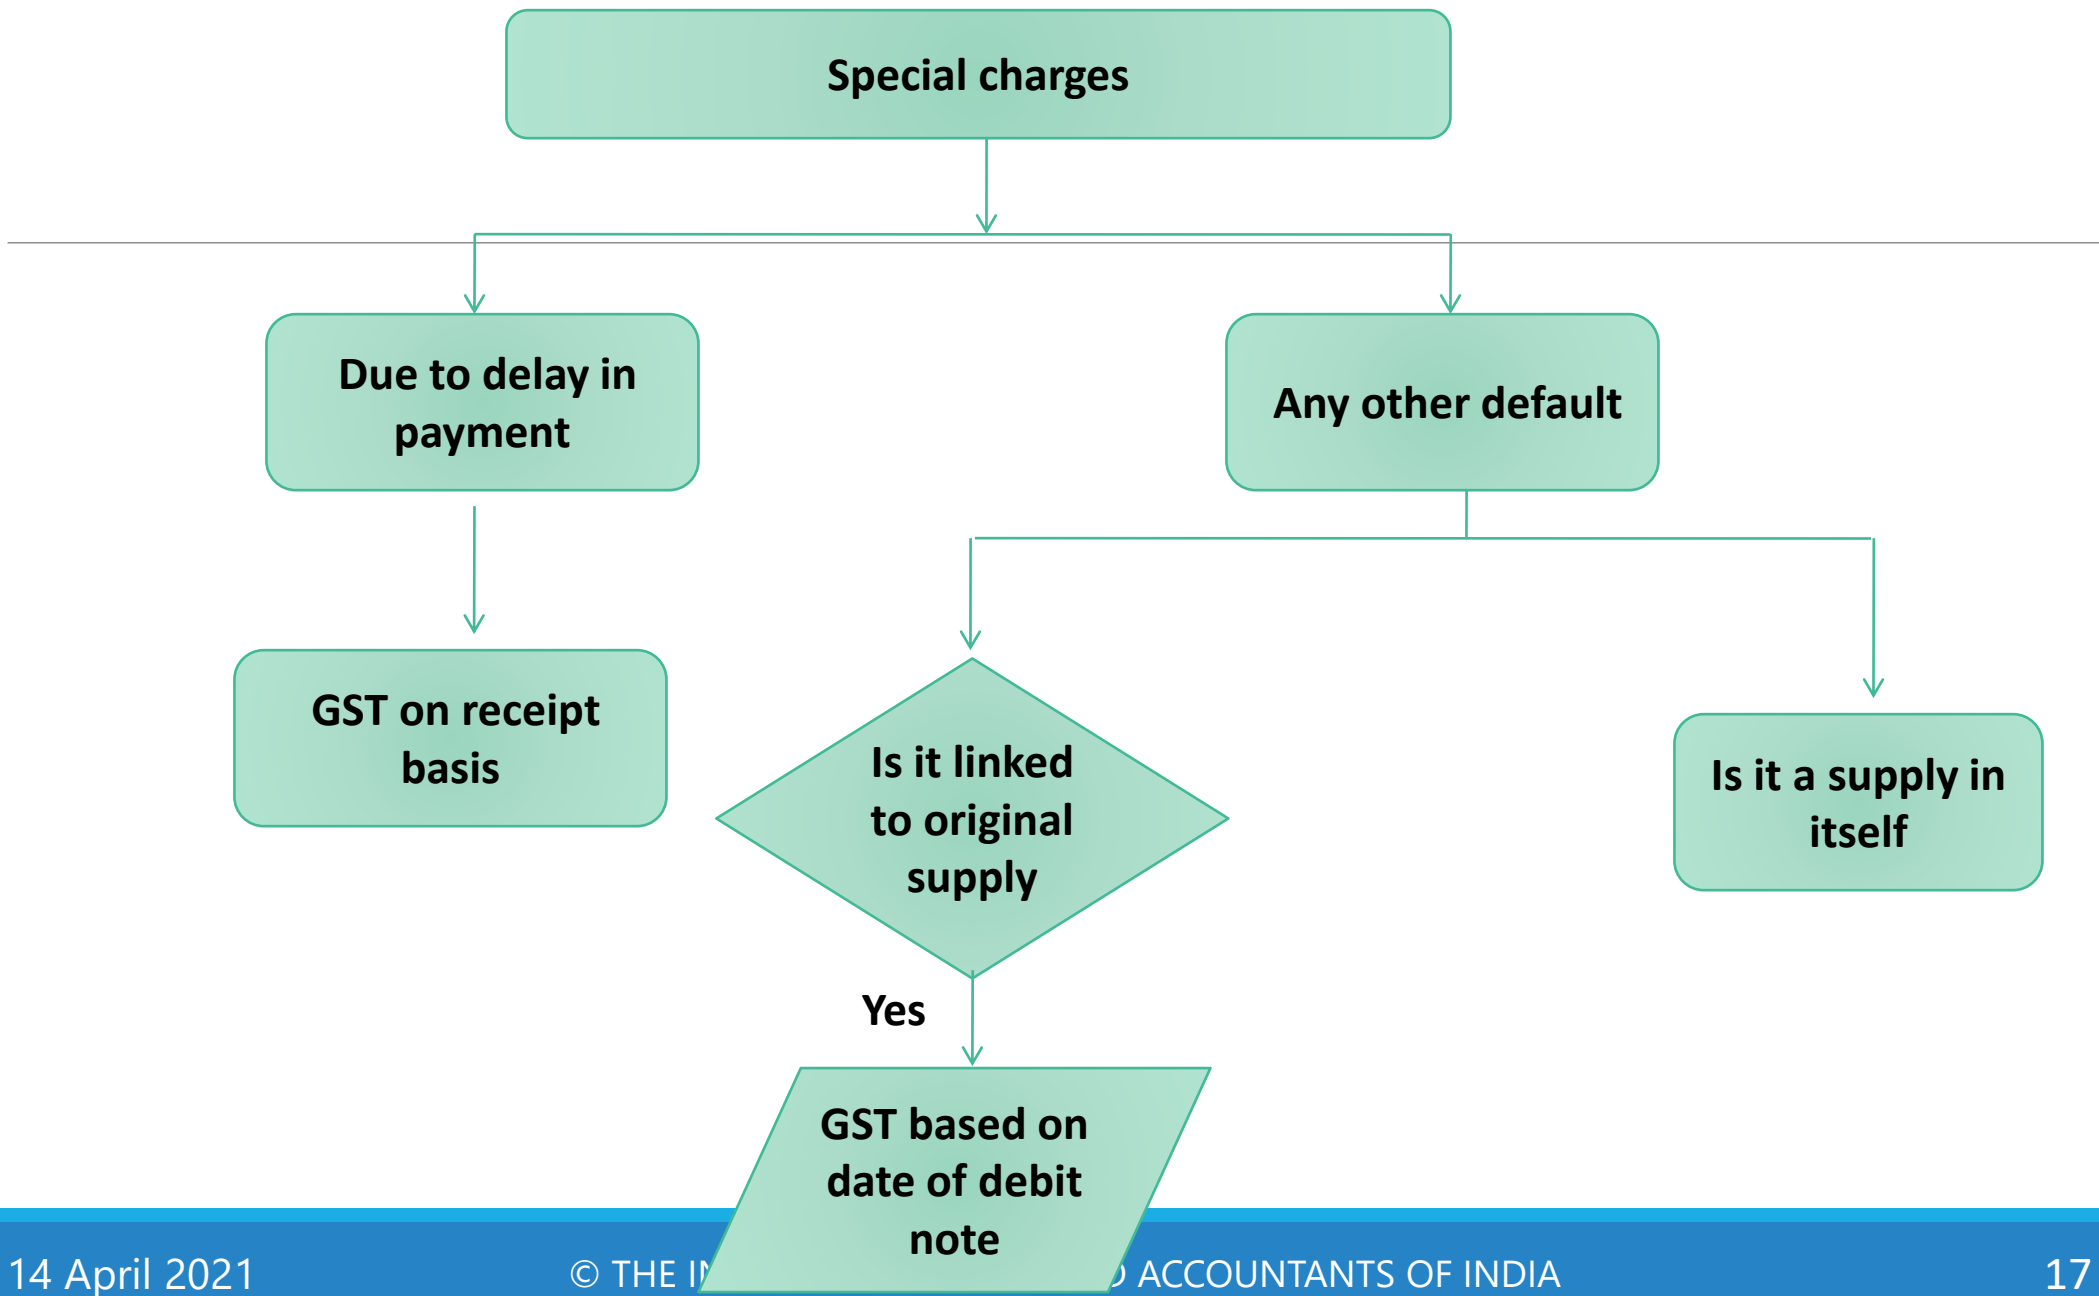 Special charges
Due to delay in
payment
Any other default
GST on receipt
basis
Is it linked
to original
supply
Is it a supply in
itself
Yes
GST based on
date of debit
note
14 April 2021
© THE
ACCOUNTANTS OF INDIA
17